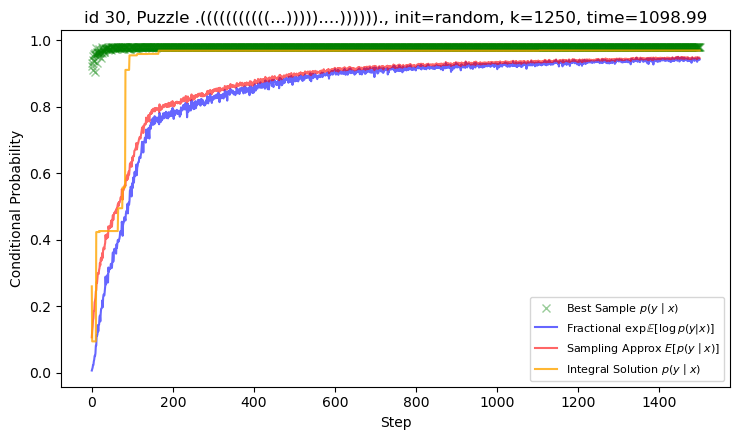 id 30, Puzzle .(((((((((((...)))))....))))))., init=random, k=1250, time=1098.99
1.0
0.8
0.6
0.4
0.2
0.0
Conditional Probability
Best Sample p(y | x)
Fractional exp 𝔼[log p(y|x)]
Sampling Approx E[p(y | x)]
Integral Solution p(y | x)
0 200 400 600 800 1000 1200 1400
Step